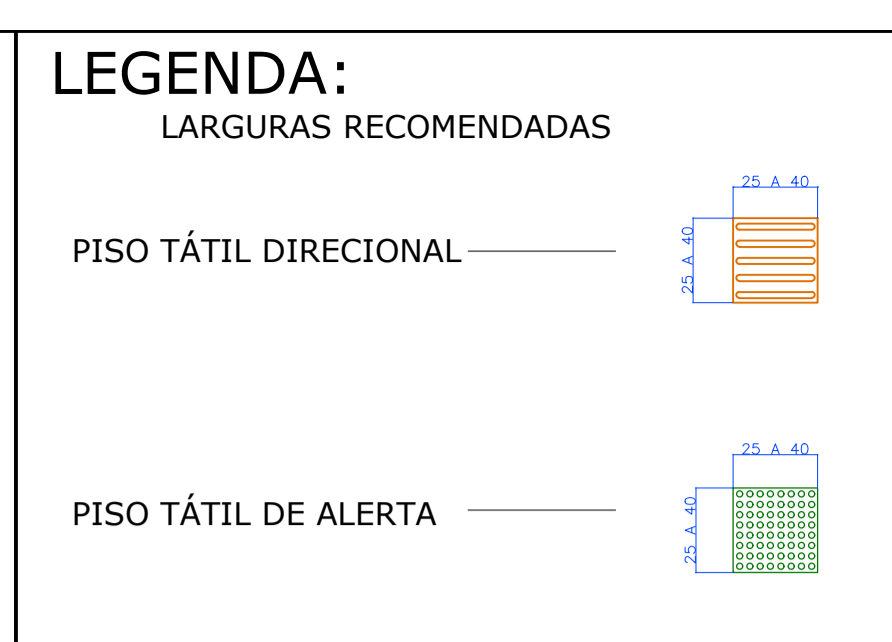 LEGENDA:
LARGURAS RECOMENDADAS
25 A 40
25 A 40
PISO TÁTIL DIRECIONAL
25 A 40
25 A 40
PISO TÁTIL DE ALERTA